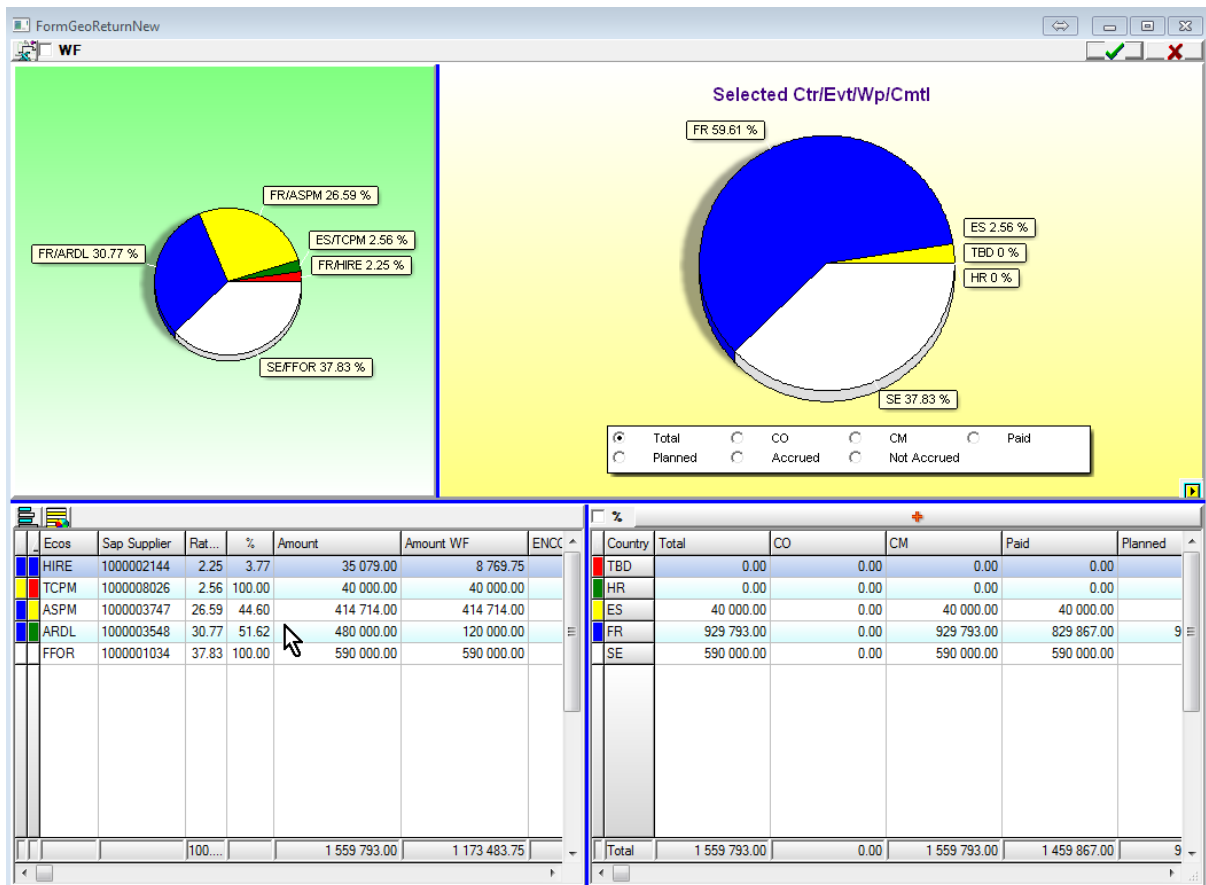 FormGeoReturnNew
WF
FR/ASPM 26.59 %
ES/TCPM 2.56 %
FR/ARDL 30.77 %
FR/HIRE 2.25 %
SE/FFOR 37.83 %
Selected Ctr/Evt/Wp/Cmtl
FR 59.61 %
ES 2.56 %
TBD 0 %
HR 0 %
SE 37.83 %
Total CO CM Paid
Planned Accrued Not Accrued
Ecos Sap Supplier Rat... % Amount Amount WF
HIRE 1000002144 2.25 3.77 35 079.00 8 769.75
TCPM 1000008026 2.56 100.00 40 000.00 40 000.00
ASPM 1000003747 26.59 44.60 414 714.00 414 714.00
ARDL 1000003548 30.77 51.62 480 000.00 120 000.00
FFOR 1000001034 37.83 100.00 590 000.00 590 000.00
100.... 1 559 793.00 1 173 483.75
%
Country Total CO CM Paid Planned
TBD 0.00 0.00 0.00 0.00
HR 0.00 0.00 0.00 0.00
ES 40 000.00 0.00 40 000.00 40 000.00
FR 929 793.00 0.00 929 793.00 829 867.00 9
SE 590 000.00 0.00 590 000.00 590 000.00
Total 1 559 793.00 0.00 1 559 793.00 1 459 867.00 9